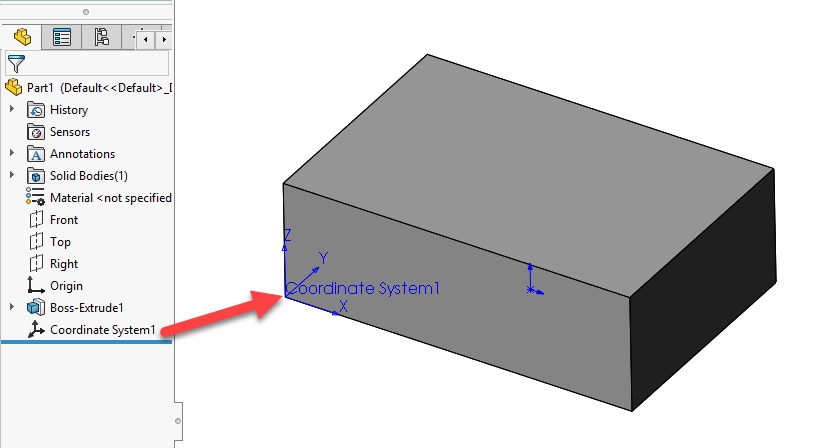 Part1 (Default<<Default>_D
History
Sensors
Annotations
Solid Bodies(1)
Material <not specified
Front
Top
Right
Origin
Boss-Extrude1
Coordinate System1
Z
Y
Coordinate System1
X